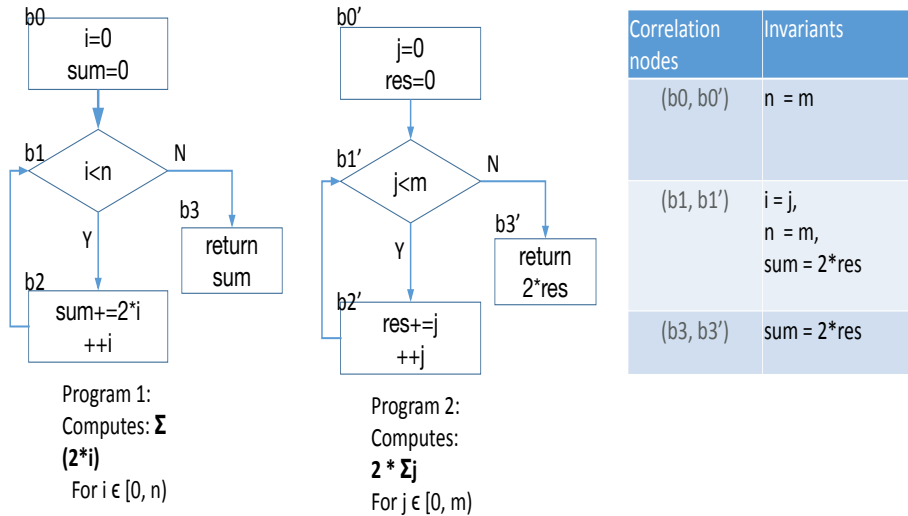 b0
i=0
sum=0
b1
i<n
N
Y
b3
return
sum
b2
sum+=2*i
++i
Program 1:
Computes: Σ
(2*i)
For i ϵ [0, n)
b0'
j=0
res=0
b1'
j<m
N
Y
b3'
return
2*res
b2'
res+=j
++j
Program 2:
Computes:
2 * Σj
For j ϵ [0, m)
Correlation Invariants
nodes
(b0, b0') n = m
(b1, b1') i = j,
n = m,
sum = 2*res
(b3, b3') sum = 2*res